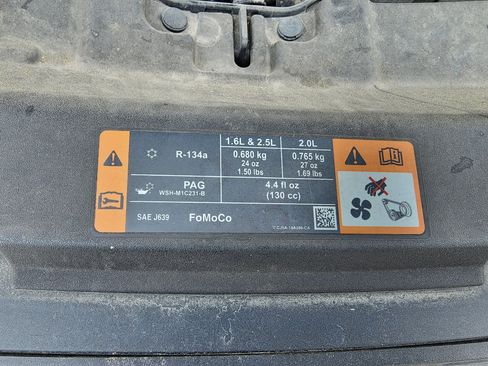 1.6L & 2.5L 2.0L
R-134a 0.680 kg 0.765 kg
24 oz 27 oz
1.50 lbs 1.69 lbs
PAG 4.4 fl oz
WSH-M1C231-B (130 cc)
SAE J639 FoMoCo